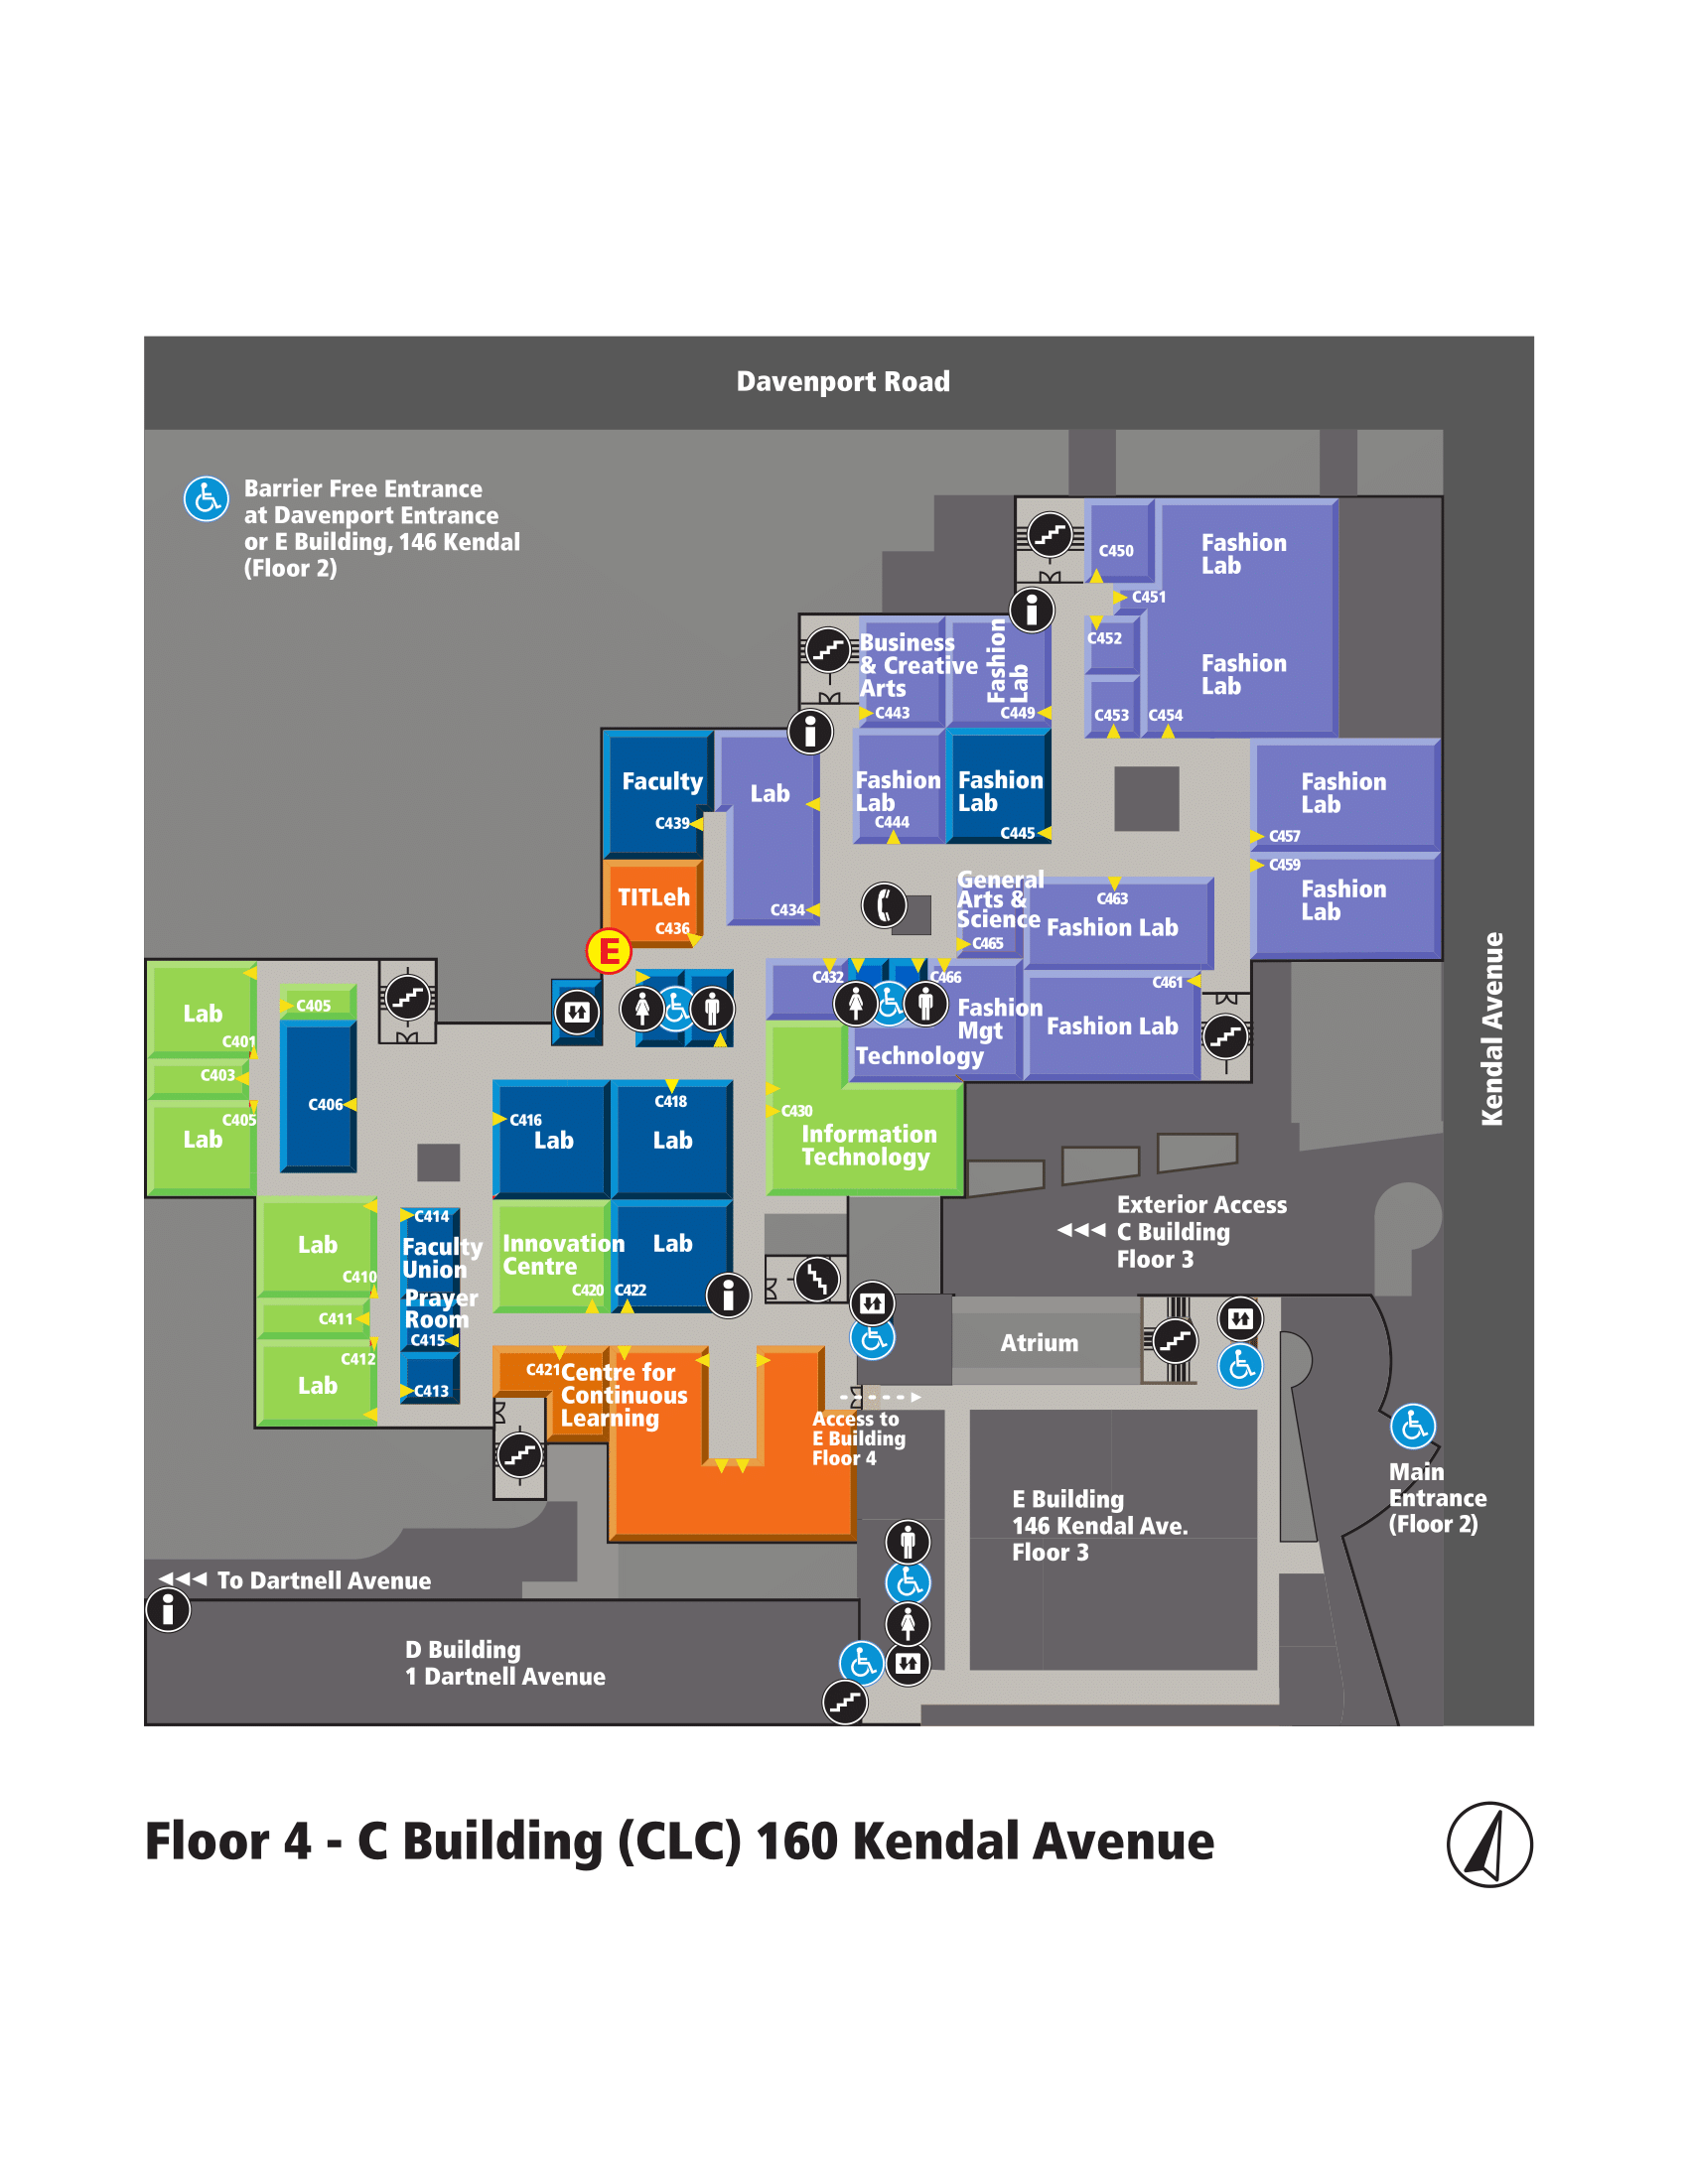 Davenport Road
Barrier Free Entrance
at Davenport Entrance
or E Building, 146 Kendal
(Floor 2)
C450
Fashion
Lab
C451
C452
Fashion
Lab
C453
C454
Business
& Creative
Arts
C443
Fashion
Lab
C449
Faculty
C439
Lab
C434
Fashion
Lab
C444
Fashion
Lab
C445
Fashion
Lab
C457
C459
Fashion
Lab
TITLeh
C436
E
General
Arts &
Science
C465
C463
Fashion Lab
C432
C466
Fashion
Mgt
Technology
C461
Fashion Lab
Kendal Avenue
Lab
C401
C405
C403
C405
Lab
C406
C416
Lab
C418
Lab
C430
Information
Technology
Exterior Access
C Building
Floor 3
Lab
C410
C411
C412
Lab
C414
Faculty
Union
Prayer
Room
C415
C413
Innovation
Centre
C420
Lab
C422
C421
Centre for
Continuous
Learning
Atrium
Access to
E Building
Floor 4
Main
Entrance
(Floor 2)
E Building
146 Kendal Ave.
Floor 3
To Dartnell Avenue
D Building
1 Dartnell Avenue
Floor 4 - C Building (CLC) 160 Kendal Avenue